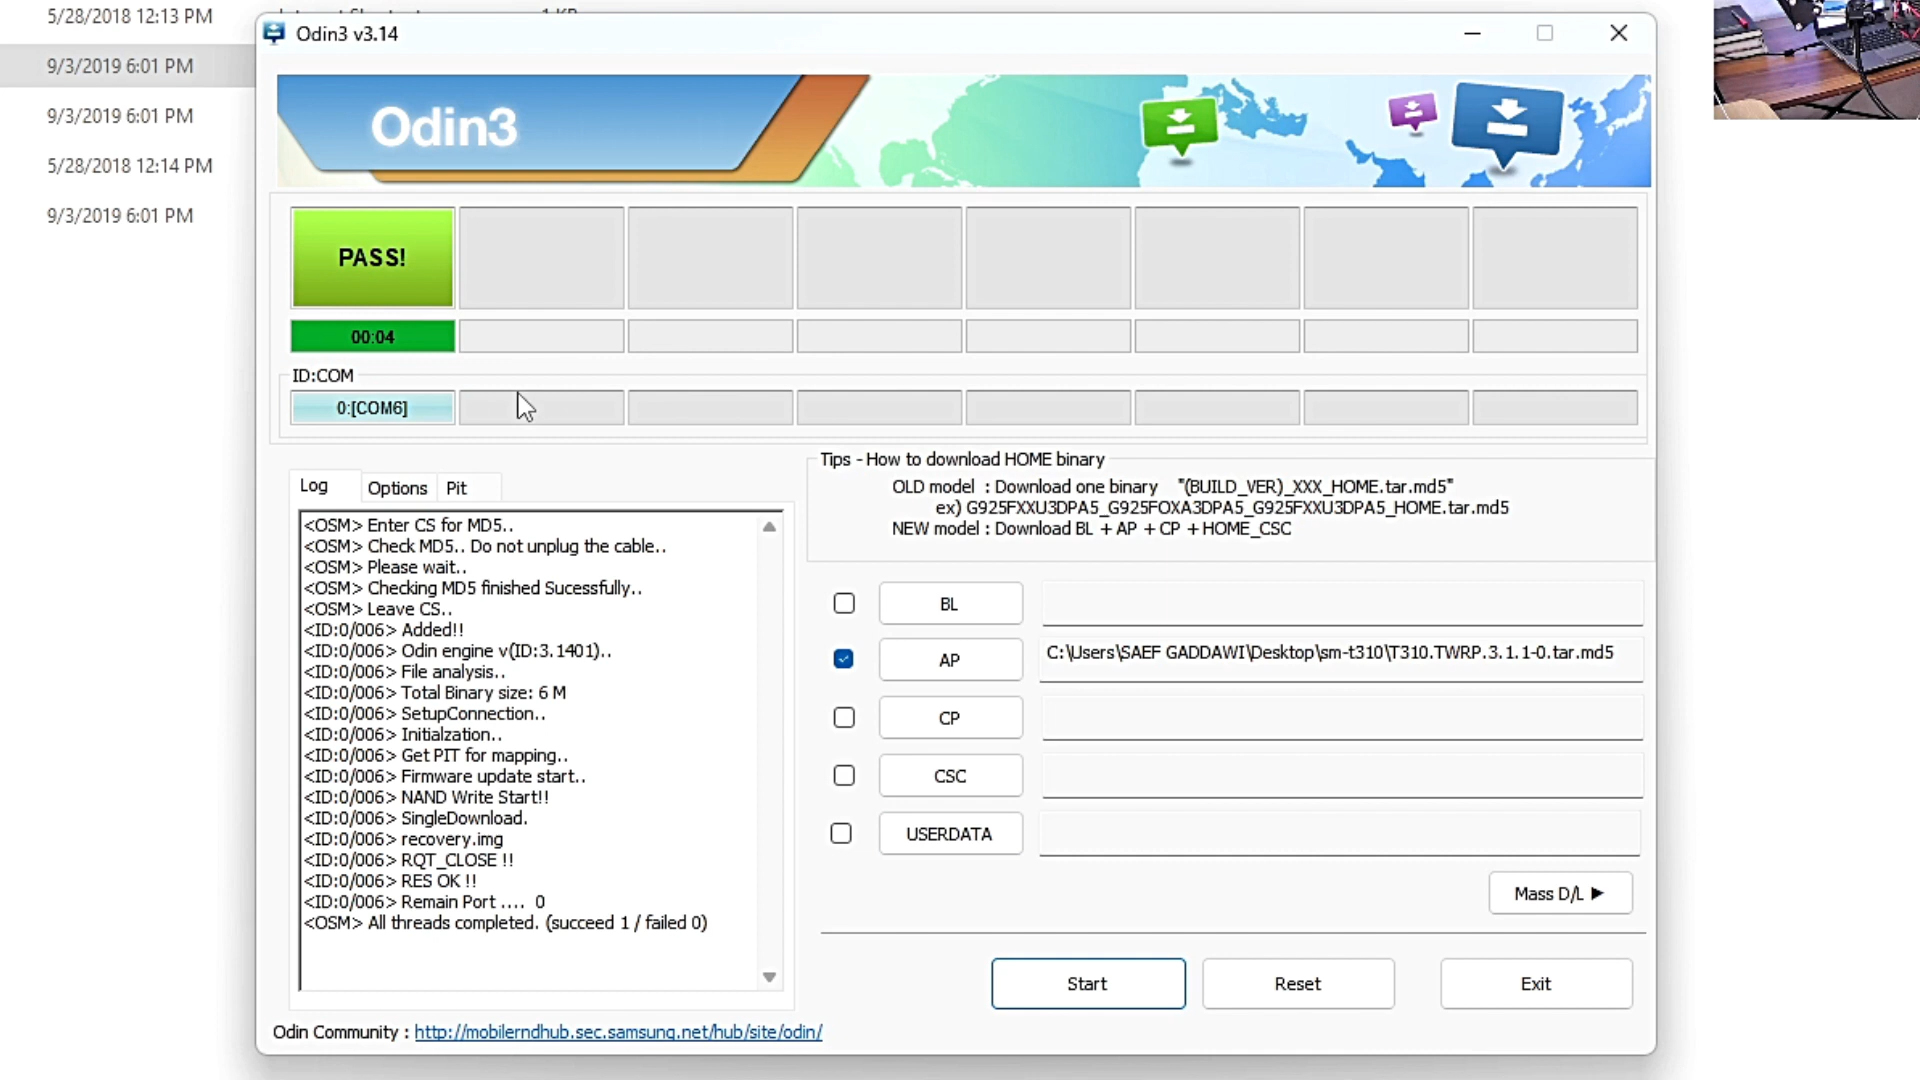 5/28/2018 12:13 PM
9/3/2019 6:01 PM
9/3/2019 6:01 PM
5/28/2018 12:14 PM
9/3/2019 6:01 PM
Odin3 v3.14
Odin3
PASS!
00:04
ID:COM
0:[COM6]
Log
Options
Pit
<OSM> Enter CS for MD5..
<OSM> Check MD5.. Do not unplug the cable..
<OSM> Please wait..
<OSM> Checking MD5 finished Sucessfully..
<OSM> Leave CS..
<ID:0/006> Added!!
<ID:0/006> Odin engine v(ID:3.1401)..
<ID:0/006> File analysis..
<ID:0/006> Total Binary size: 6 M
<ID:0/006> SetupConnection..
<ID:0/006> Initialzation..
<ID:0/006> Get PIT for mapping..
<ID:0/006> Firmware update start..
<ID:0/006> NAND Write Start!!
<ID:0/006> SingleDownload.
<ID:0/006> recovery.img
<ID:0/006> RQT_CLOSE !!
<ID:0/006> RES OK !!
<ID:0/006> Remain Port .... 0
<OSM> All threads completed. (succeed 1 / failed 0)
Tips - How to download HOME binary
OLD model : Download one binary "(BUILD_VER)_XXX_HOME.tar.md5"
ex) G925FXXU3DPA5_G925FOXA3DPA5_G925FXXU3DPA5_HOME.tar.md5
NEW model : Download BL + AP + CP + HOME_CSC
BL
AP C:\Users\SAEF GADDAWI\Desktop\sm-t310\T310.TWRP.3.1.1-0.tar.md5
CP
CSC
USERDATA
Mass D/L ►
Start
Reset
Exit
Odin Community : http://mobilerndhub.sec.samsung.net/hub/site/odin/